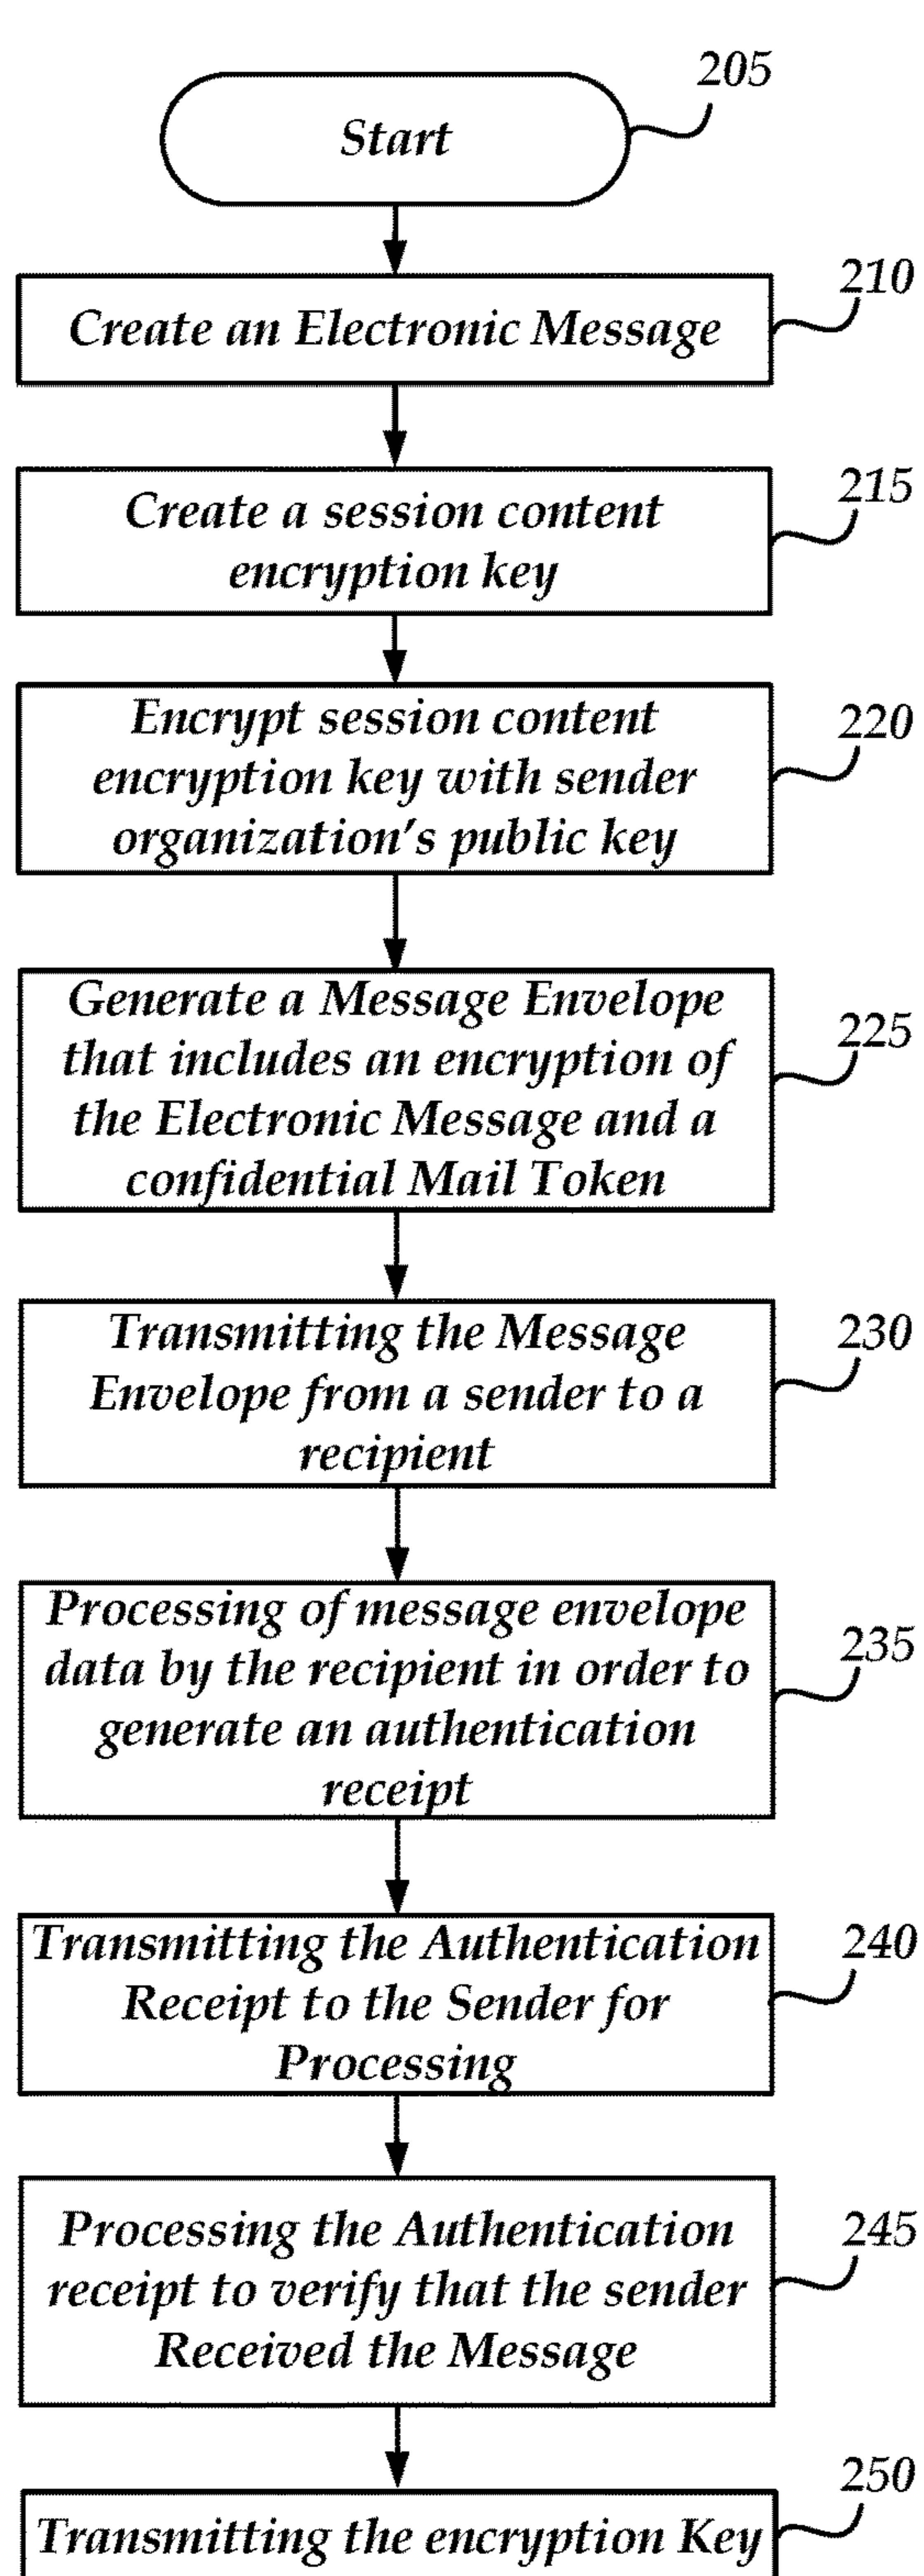 205
Start
210
Create an Electronic Message
215
Create a session content
encryption key
220
Encrypt session content
encryption key with sender
organization's public key
Generate a Message Envelope
that includes an encryption of
225
the Electronic Message and a
confidential Mail Token
230
Transmitting the Message
Envelope from a sender to a
recipient
Processing of message envelope
235
data by the recipient in order to
generate an authentication
receipt
240
Transmitting the Authentication
Receipt to the Sender for
Processing
245
Processing the Authentication
receipt to verify that the sender
Received the Message
250
Transmitting the encryption Key